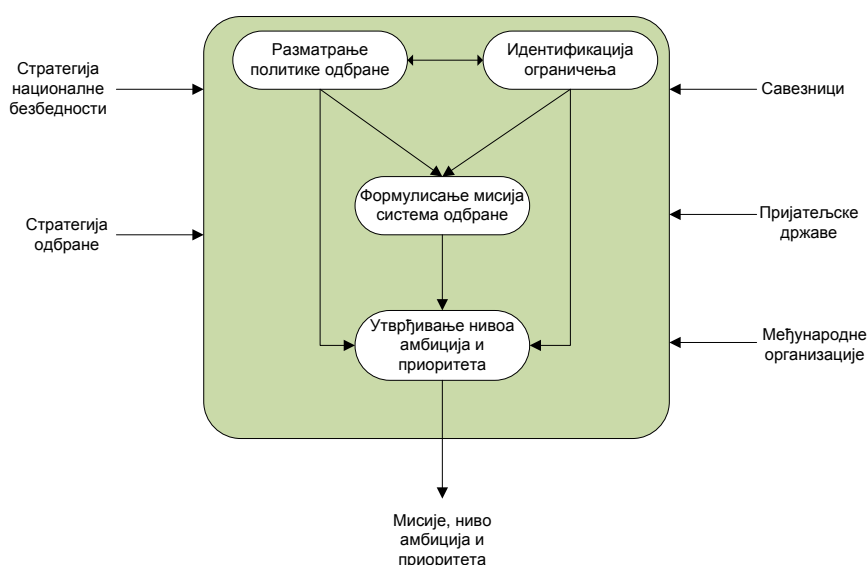 Разматрање
политике одбране
Идентификација
ограничења
Стратегија
националне
безбедности
Савезници
Формулисање мисија
система одбране
Стратегија
одбране
Пријатељске
државе
Утврђивање нивоа
амбиција и
приоритета
Међународне
организације
Мисије, ниво
амбиција и
приоритета